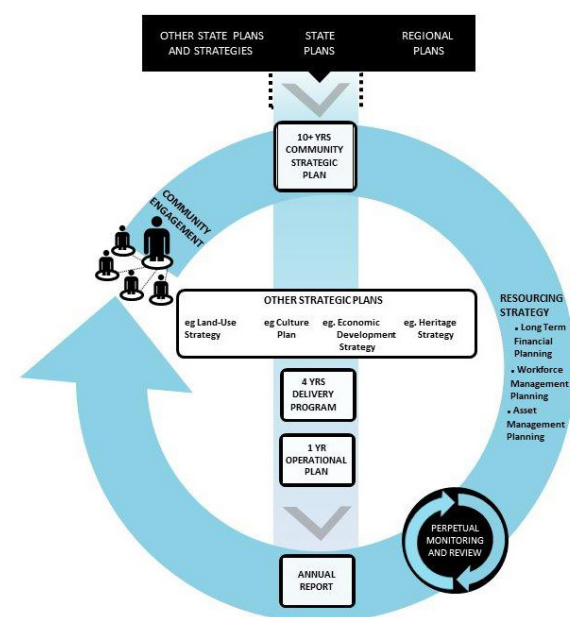 OTHER STATE PLANS
AND STRATEGIES
STATE
PLANS
REGIONAL
PLANS
10+ YRS
COMMUNITY
STRATEGIC
PLAN
COMMUNITY
ENGAGEMENT
OTHER STRATEGIC PLANS
eg Land-Use
Strategy
eg Culture
Plan
eg. Economic
Development
Strategy
eg. Heritage
Strategy
RESOURCING
STRATEGY
• Long Term
Financial
Planning
• Workforce
Management
Planning
• Asset
Management
Planning
4 YRS
DELIVERY
PROGRAM
1 YR
OPERATIONAL
PLAN
PERPETUAL
MONITORING
AND REVIEW
ANNUAL
REPORT